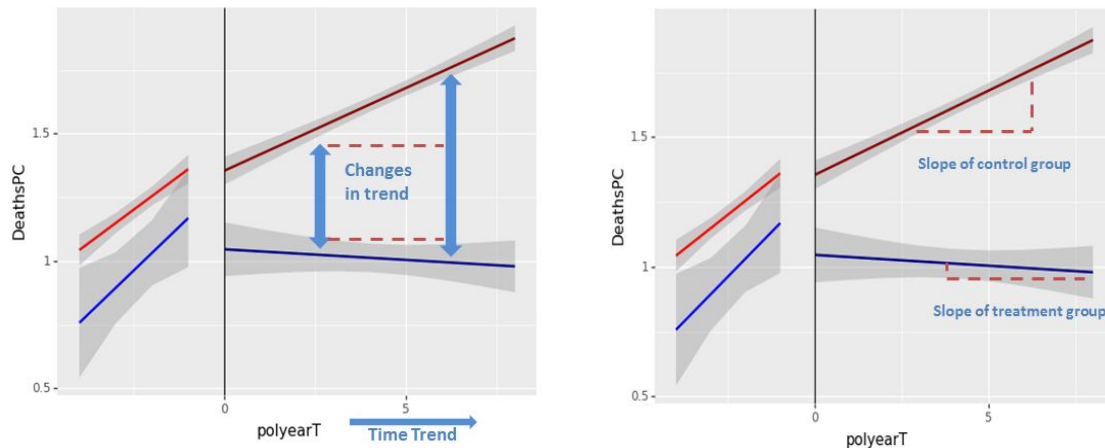 DeathsPC
1.5
1
0.5
Changes
in trend
0
5
polyearT
Time Trend
DeathsPC
1.5
1
0.5
Slope of control group
Slope of treatment group
0
5
polyearT